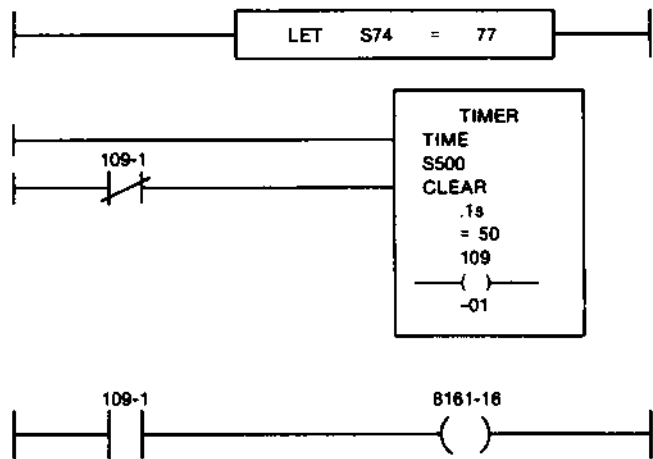 LET S74 = 77
TIMER
TIME
109-1
S500
CLEAR
.1s
= 50
109
-01
109-1
8161-16